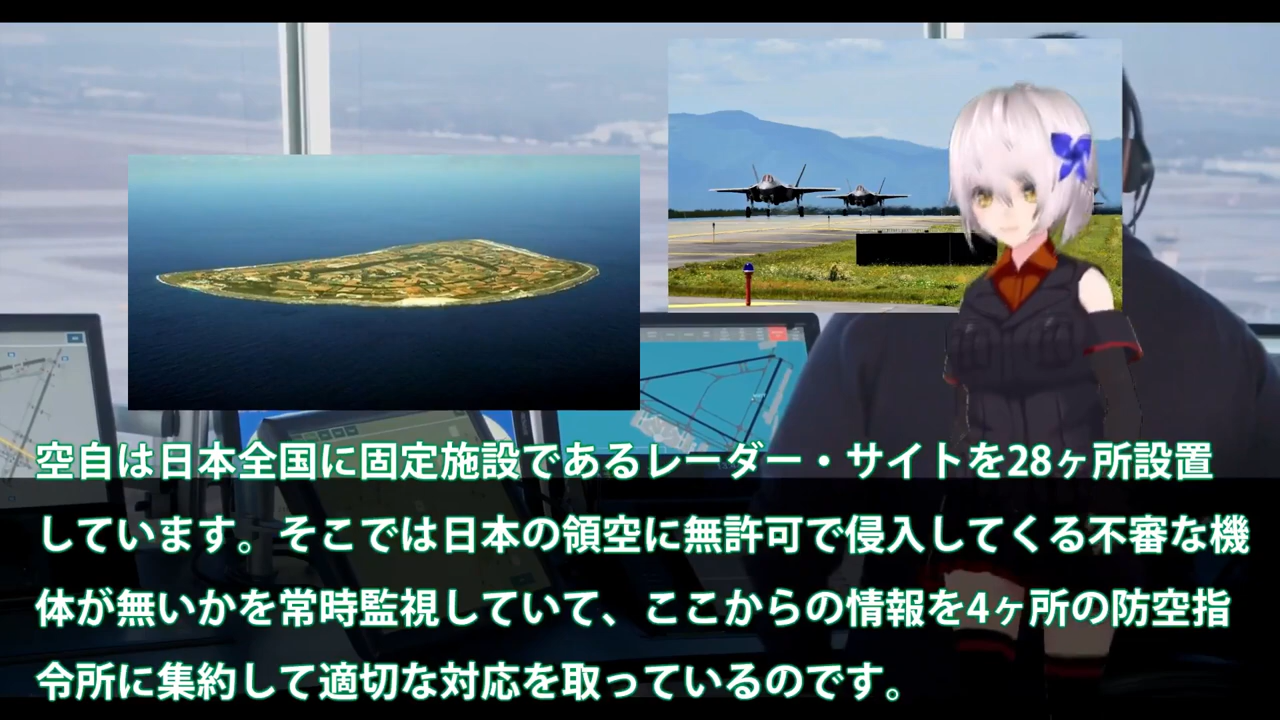 空自は日本全国に固定施設であるレーダー・サイトを28ヶ所設置
しています。そこでは日本の領空に無許可で侵入してくる不審な機
体が無いかを常時監視していて、ここからの情報を4ヶ所の防空指
令所に集約して適切な対応を取っているのです。